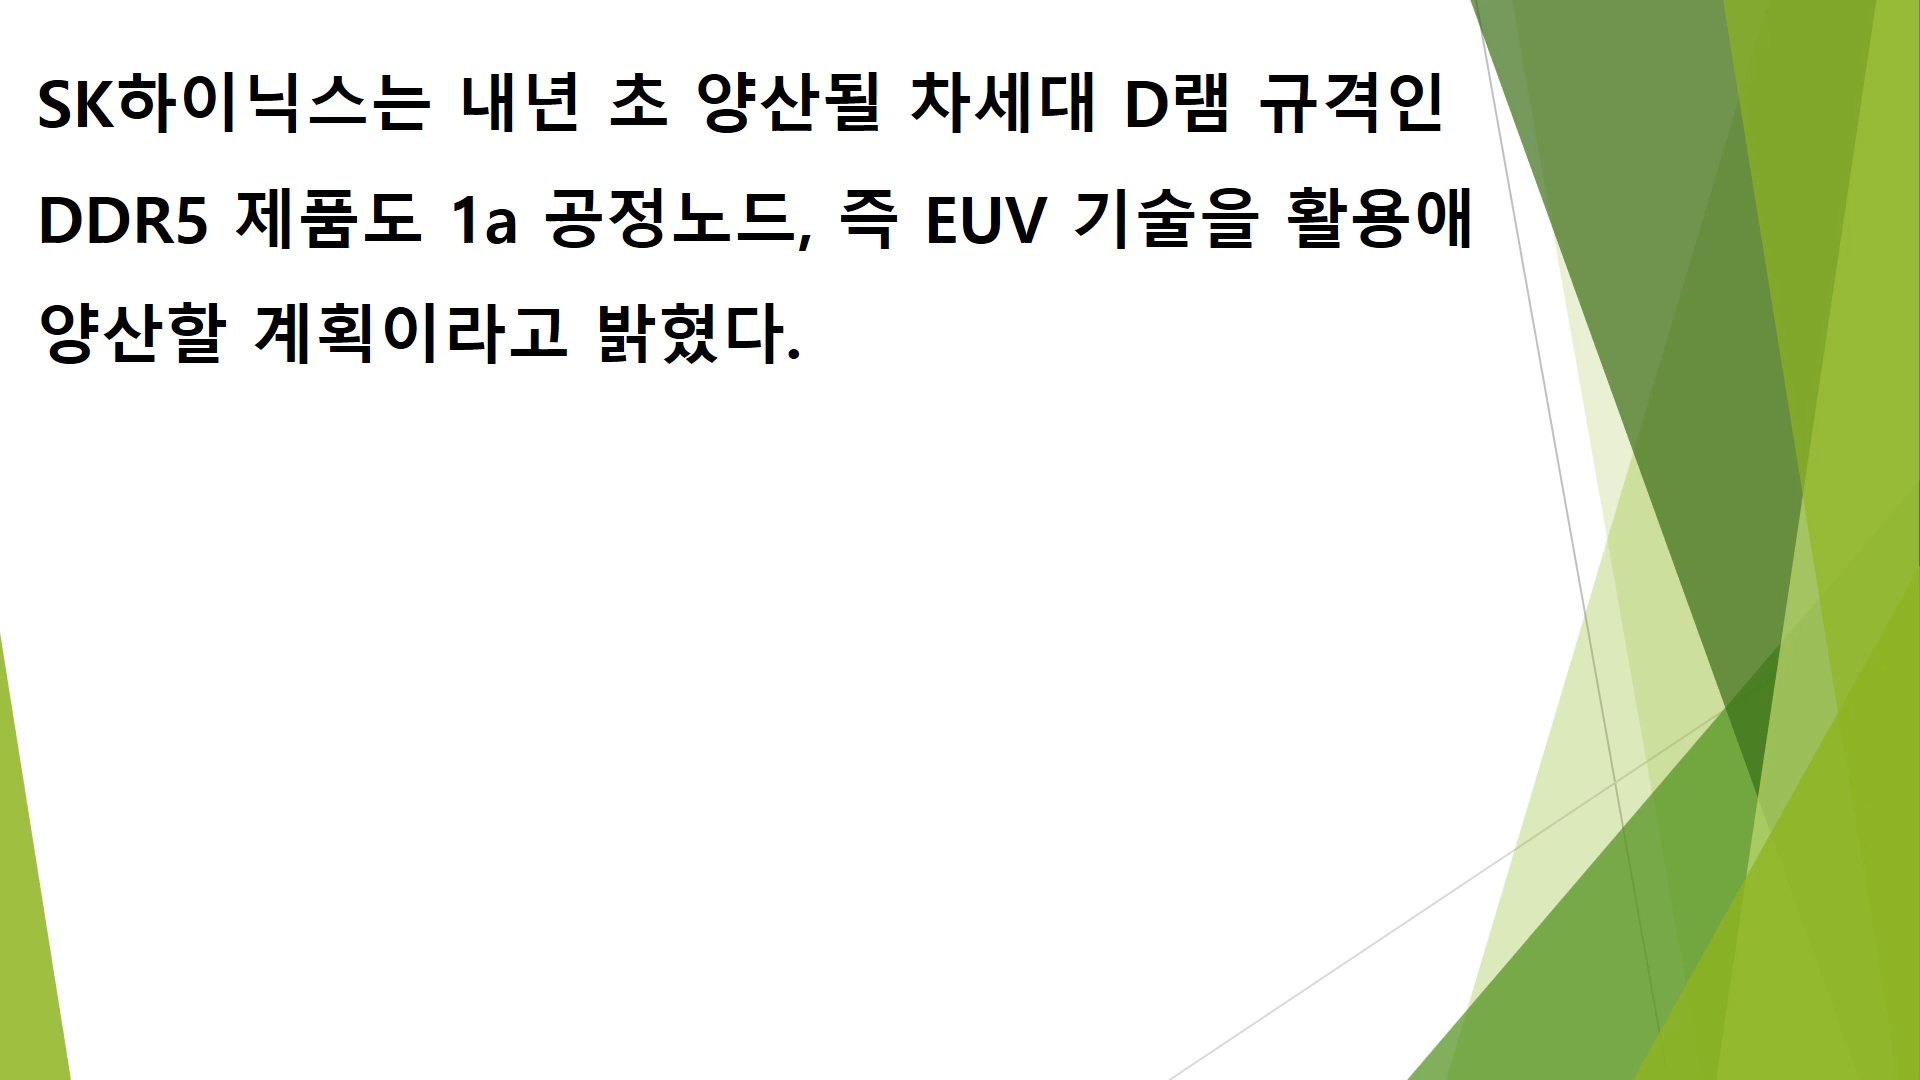 SK하이닉스는 내년 초 양산될 차세대 D램 규격인
DDR5 제품도 1a 공정노드, 즉 EUV 기술을 활용애
양산할 계획이라고 밝혔다.